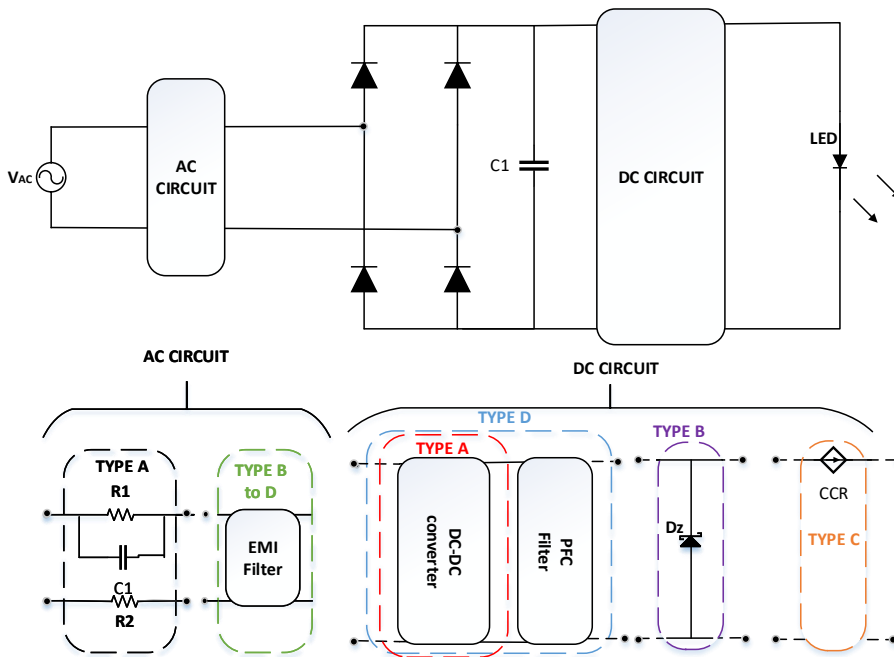 VAC
AC
CIRCUIT
C1
DC CIRCUIT
LED
AC CIRCUIT
DC CIRCUIT
TYPE A
R1
C1
R2
TYPE B
to D
EMI
Filter
TYPE D
TYPE A
DC-DC
converter
PFC
Filter
TYPE B
Dz
CCR
TYPE C